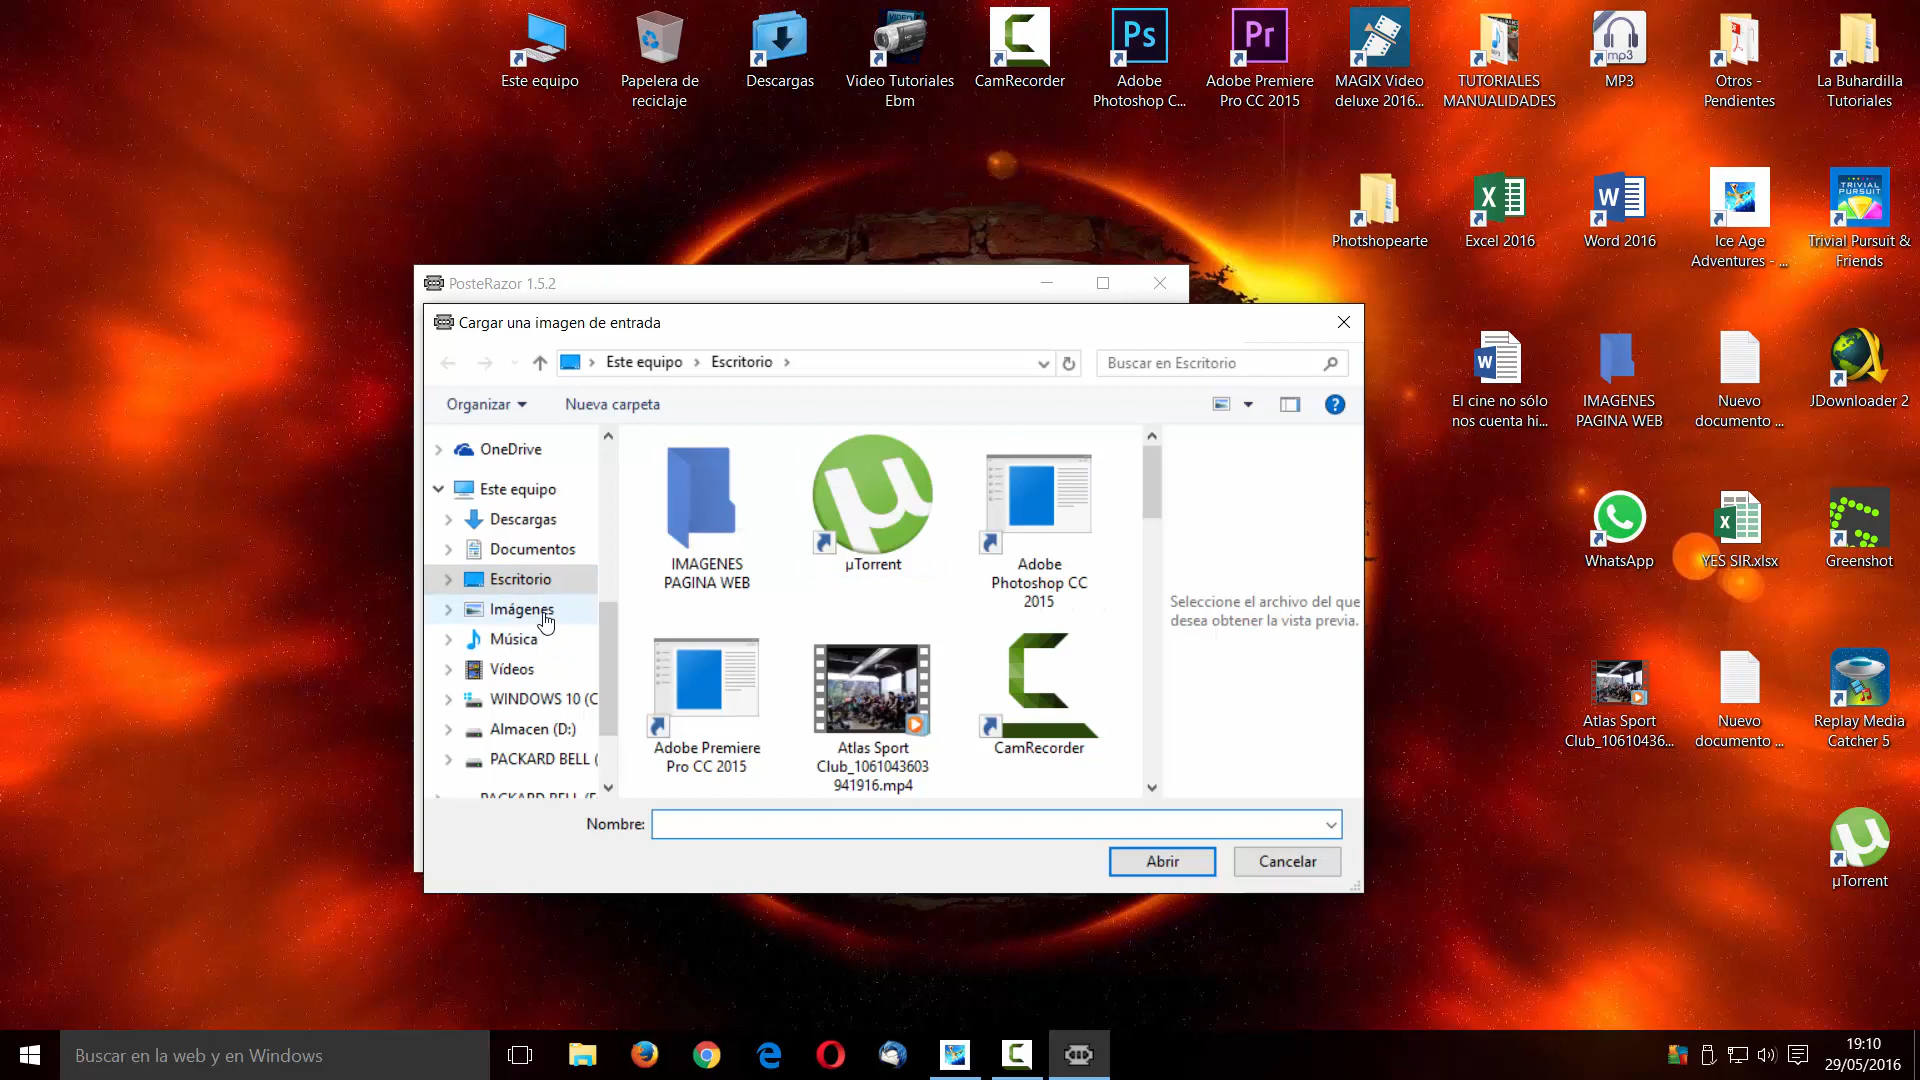 Este equipo
Papelera de
reciclaje
Descargas
Video Tutoriales
Ebm
CamRecorder
Ps
Adobe
Photoshop C...
Pr
Adobe Premiere
Pro CC 2015
MAGIX Video
deluxe 2016...
TUTORIALES
MANUALIDADES
mp3
MP3
Otros -
Pendientes
La Buhardilla
Tutoriales
Photshopearte
Excel 2016
Word 2016
Ice Age
Adventures - ...
TRIVIAL
PURSUIT
Trivial Pursuit &
Friends
El cine no sólo
nos cuenta hi...
IMAGENES
PAGINA WEB
Nuevo
documento ...
JDownloader 2
WhatsApp
YES SIR.xlsx
Greenshot
Atlas Sport
Club_10610436...
Nuevo
documento ...
Replay Media
Catcher 5
µTorrent
PosteRazor 1.5.2
Cargar una imagen de entrada
Este equipo
Escritorio
Buscar en Escritorio
Organizar
Nueva carpeta
OneDrive
Este equipo
Descargas
Documentos
Escritorio
Imágenes
Música
Vídeos
WINDOWS 10 (C
Almacen (D:)
PACKARD BELL (
PACKARD BELL (E
IMAGENES
PAGINA WEB
µTorrent
Adobe
Photoshop CC
2015
Adobe Premiere
Pro CC 2015
Atlas Sport
Club_1061043603
941916.mp4
CamRecorder
Seleccione el archivo del que
desea obtener la vista previa.
Nombre:
Abrir
Cancelar
Buscar en la web y en Windows
19:10
29/05/2016